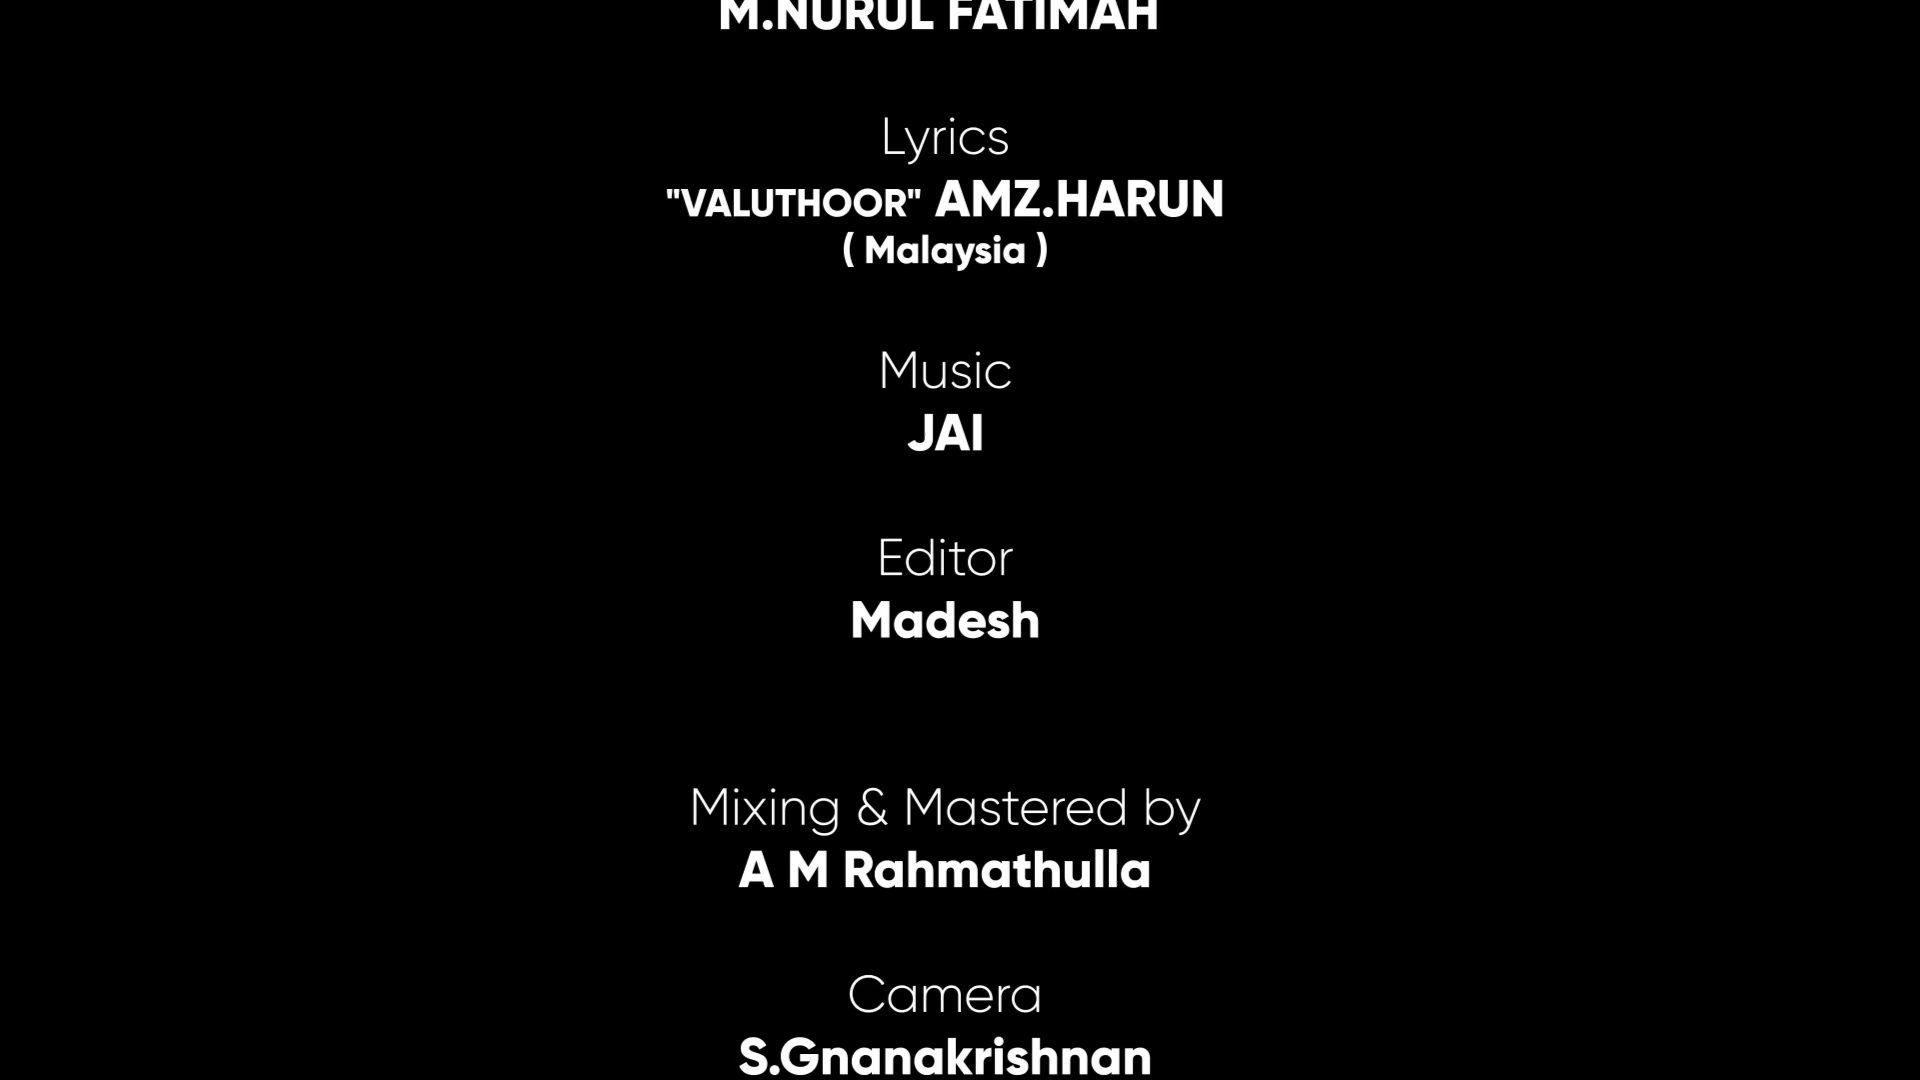 M.NURUL FATIMAH
Lyrics
"VALUTHOOR" AMZ.HARUN
( Malaysia )
Music
JAI
Editor
Madesh
Mixing & Mastered by
A M Rahmathulla
Camera
S.Gnanakrishnan